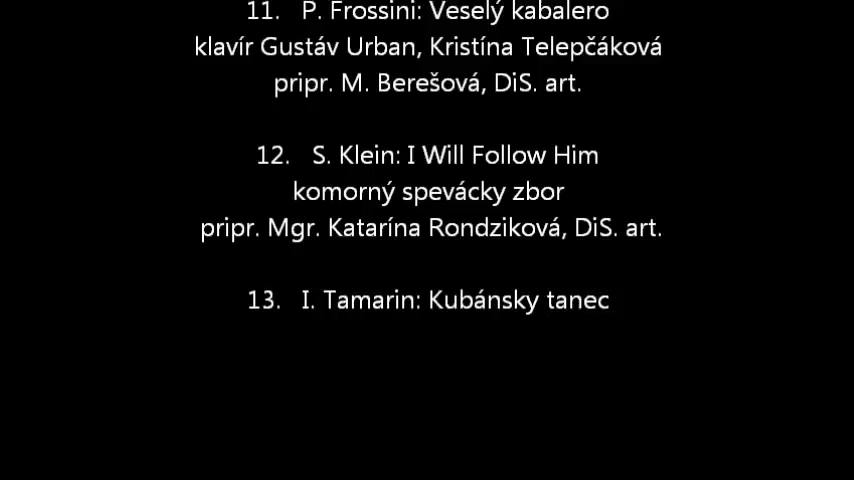 11. P. Frossini: Veselý kabalero
klavír Gustáv Urban, Kristína Telepčáková
pripr. M. Berešová, DiS. art.
12. S. Klein: I Will Follow Him
komorný spevácky zbor
pripr. Mgr. Katarína Rondziková, DiS. art.
13. I. Tamarin: Kubánsky tanec